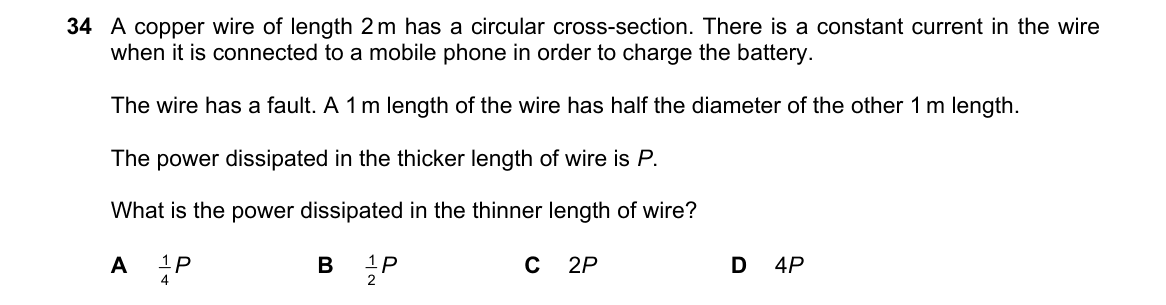 34 A copper wire of length 2 m has a circular cross-section. There is a constant current in the wire
when it is connected to a mobile phone in order to charge the battery.
The wire has a fault. A 1 m length of the wire has half the diameter of the other 1 m length.
The power dissipated in the thicker length of wire is P.
What is the power dissipated in the thinner length of wire?
A 1/4 P B 1/2 P C 2P D 4P